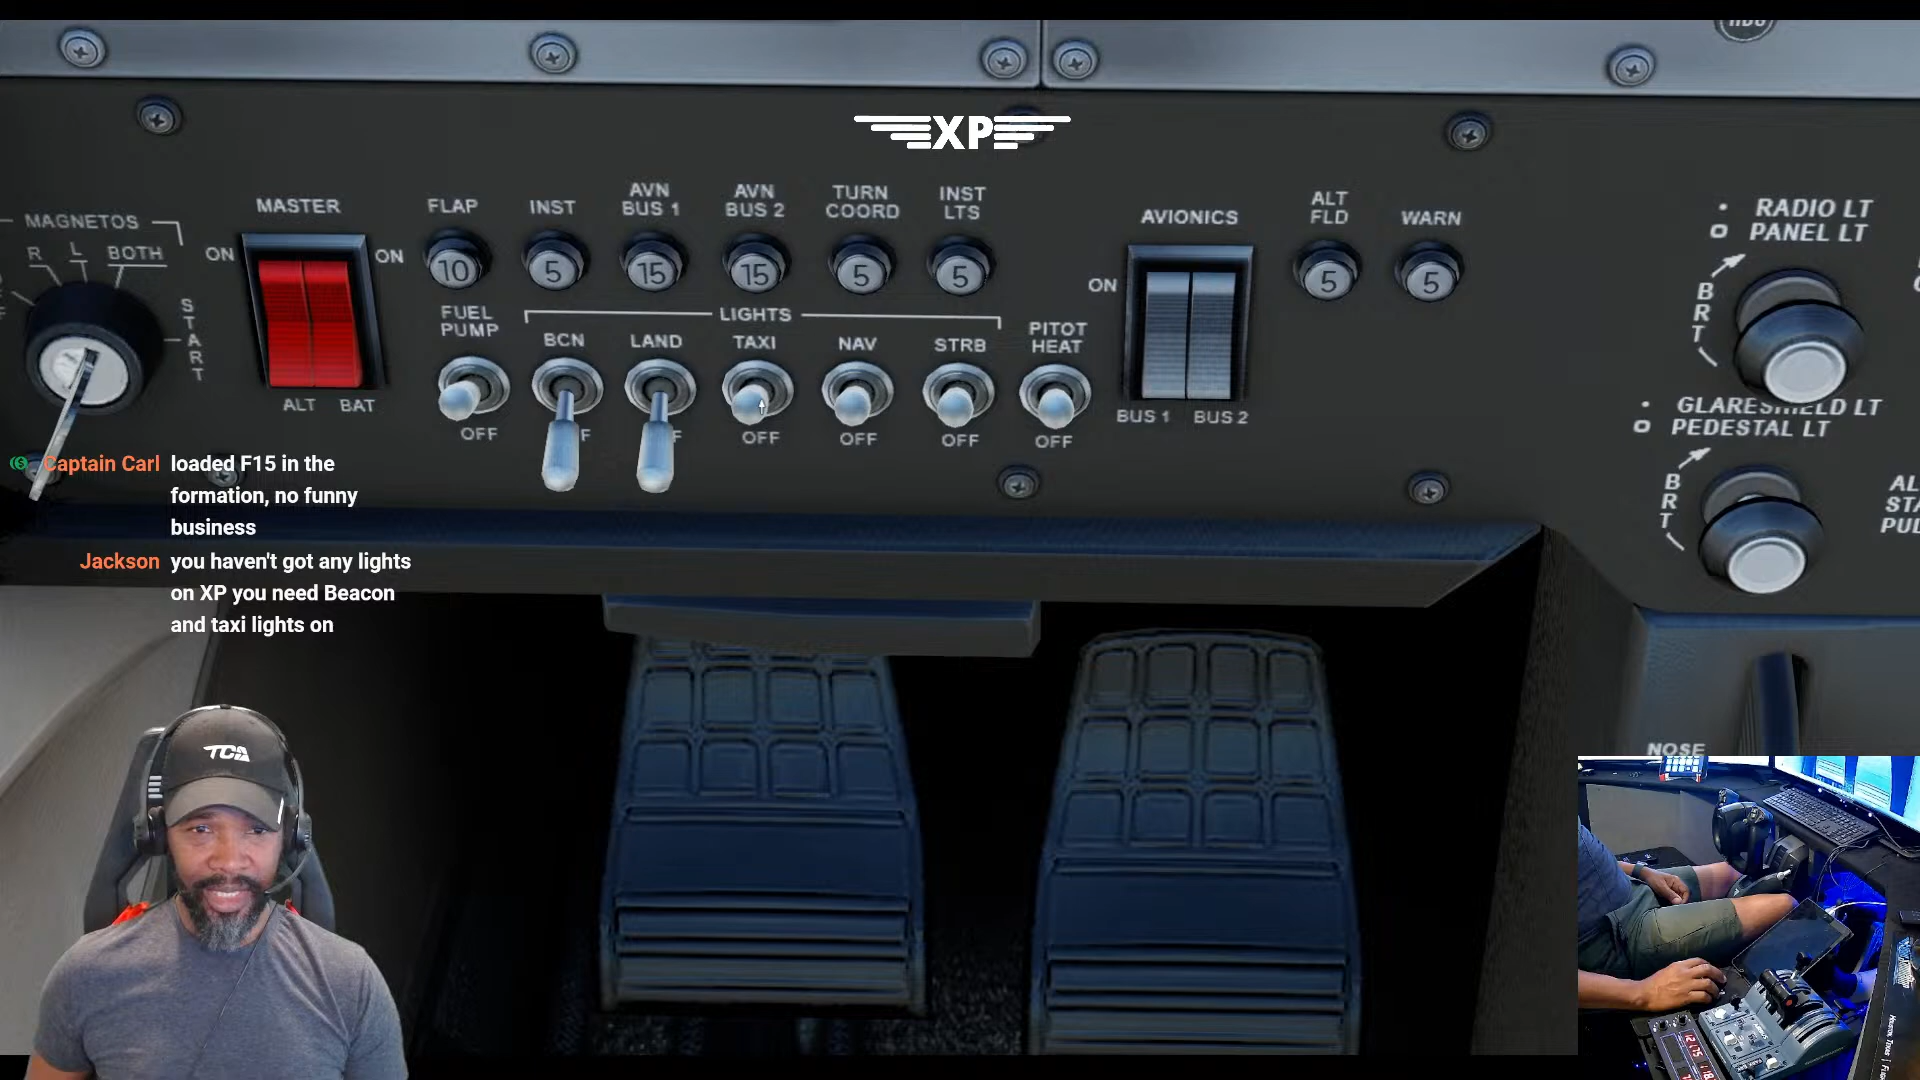 XP
MAGNETOS
R L BOTH
START
MASTER
ON ON
ALT BAT
FLAP
10
INST
5
AVN
BUS 1
15
AVN
BUS 2
15
TURN
COORD
5
INST
LTS
5
LIGHTS
FUEL
PUMP
OFF
BCN
LAND
TAXI
OFF
NAV
OFF
STRB
OFF
PITOT
HEAT
OFF
AVIONICS
ON
BUS 1 BUS 2
ALT
FLD
5
WARN
5
RADIO LT
PANEL LT
BRT
GLARESHIELD LT
PEDESTAL LT
BRT
NOSE
Captain Carl loaded F15 in the
formation, no funny
business
Jackson you haven't got any lights
on XP you need Beacon
and taxi lights on
TCA